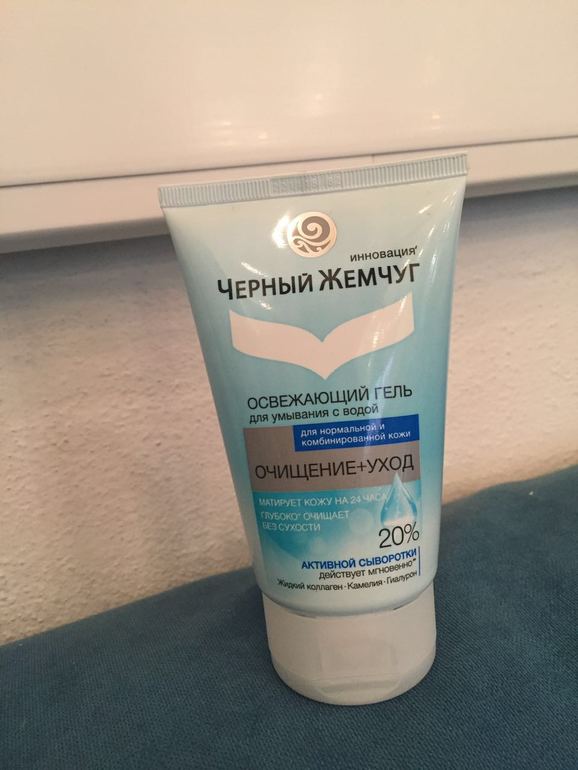 инновация*
ЧЕРНЫЙ ЖЕМЧУГ
ОСВЕЖАЮЩИЙ ГЕЛЬ
для умывания с водой
для нормальной и
комбинированной кожи
ОЧИЩЕНИЕ+УХОД
МАТИРУЕТ КОЖУ НА 24 ЧАСА
ГЛУБОКО* ОЧИЩАЕТ
БЕЗ СУХОСТИ
20%
АКТИВНОЙ СЫВОРОТКИ
действует мгновенно**
Жидкий коллаген · Камелия · Гиалурон